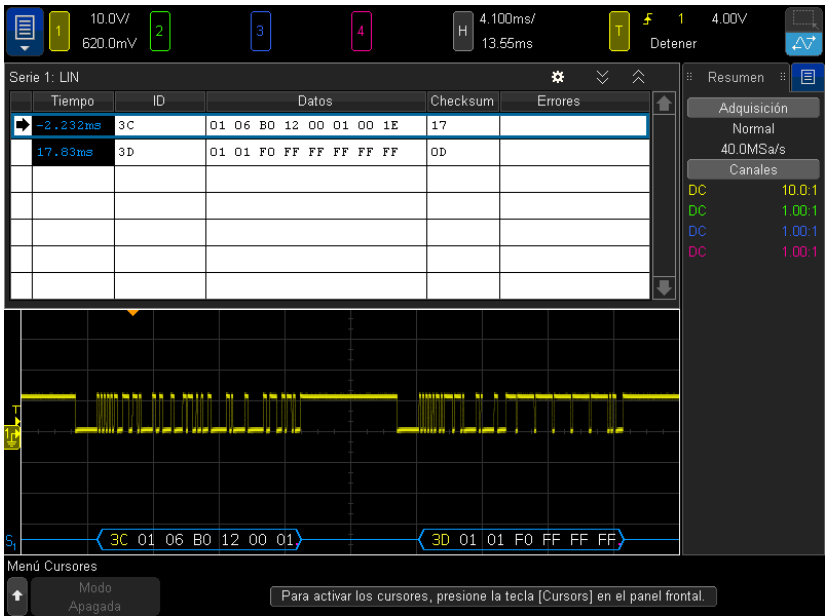 10.0V/
620.0mV
1
2
3
4
H
4.100ms/
13.55ms
T
1
4.00V
Detener
Serie 1: LIN
Tiempo ID Datos Checksum Errores
-2.232ms 3C 01 06 B0 12 00 01 00 1E 17
17.83ms 3D 01 01 F0 FF FF FF FF FF 0D
Resumen
Adquisición
Normal
40.0MSa/s
Canales
DC 10.0:1
DC 1.00:1
DC 1.00:1
DC 1.00:1
T
1
S1
3C 01 06 B0 12 00 01
3D 01 01 F0 FF FF FF
Menú Cursores
Modo
Apagada
Para activar los cursores, presione la tecla [Cursors] en el panel frontal.